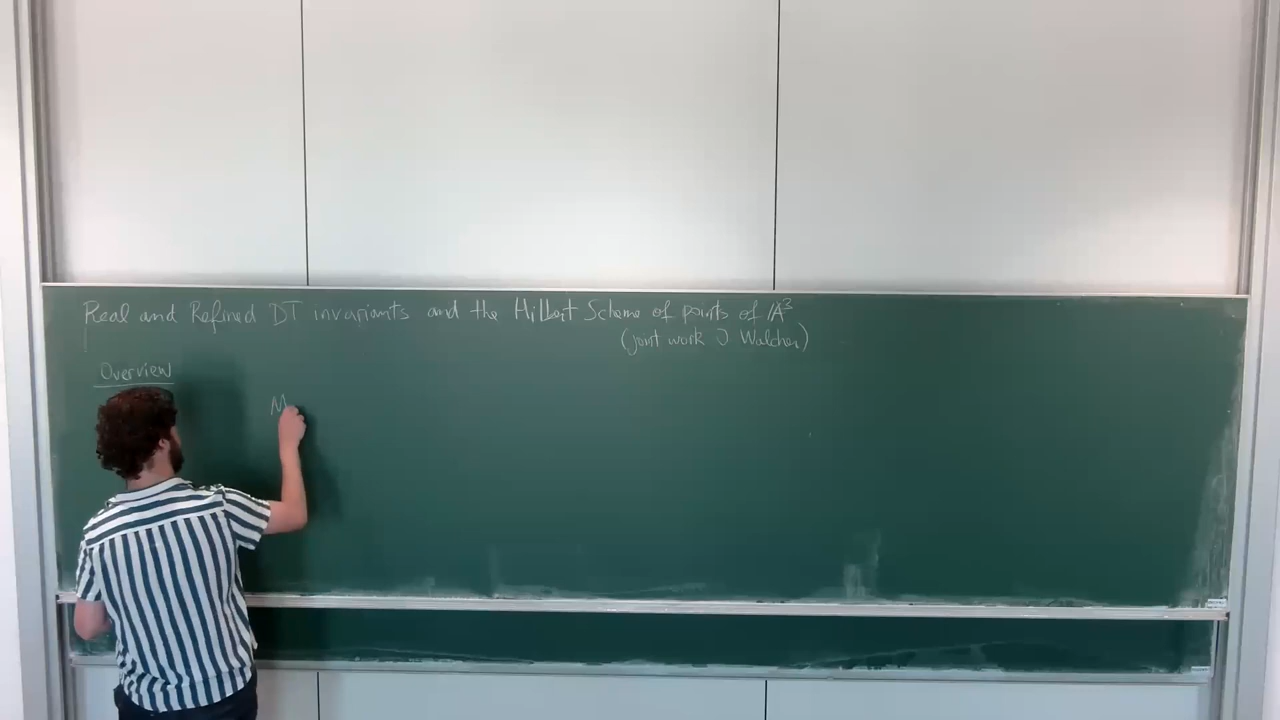 Real and Refined DT invariants and the Hilbert Scheme of points of A³
(joint work J. Walcher)
Overview
M